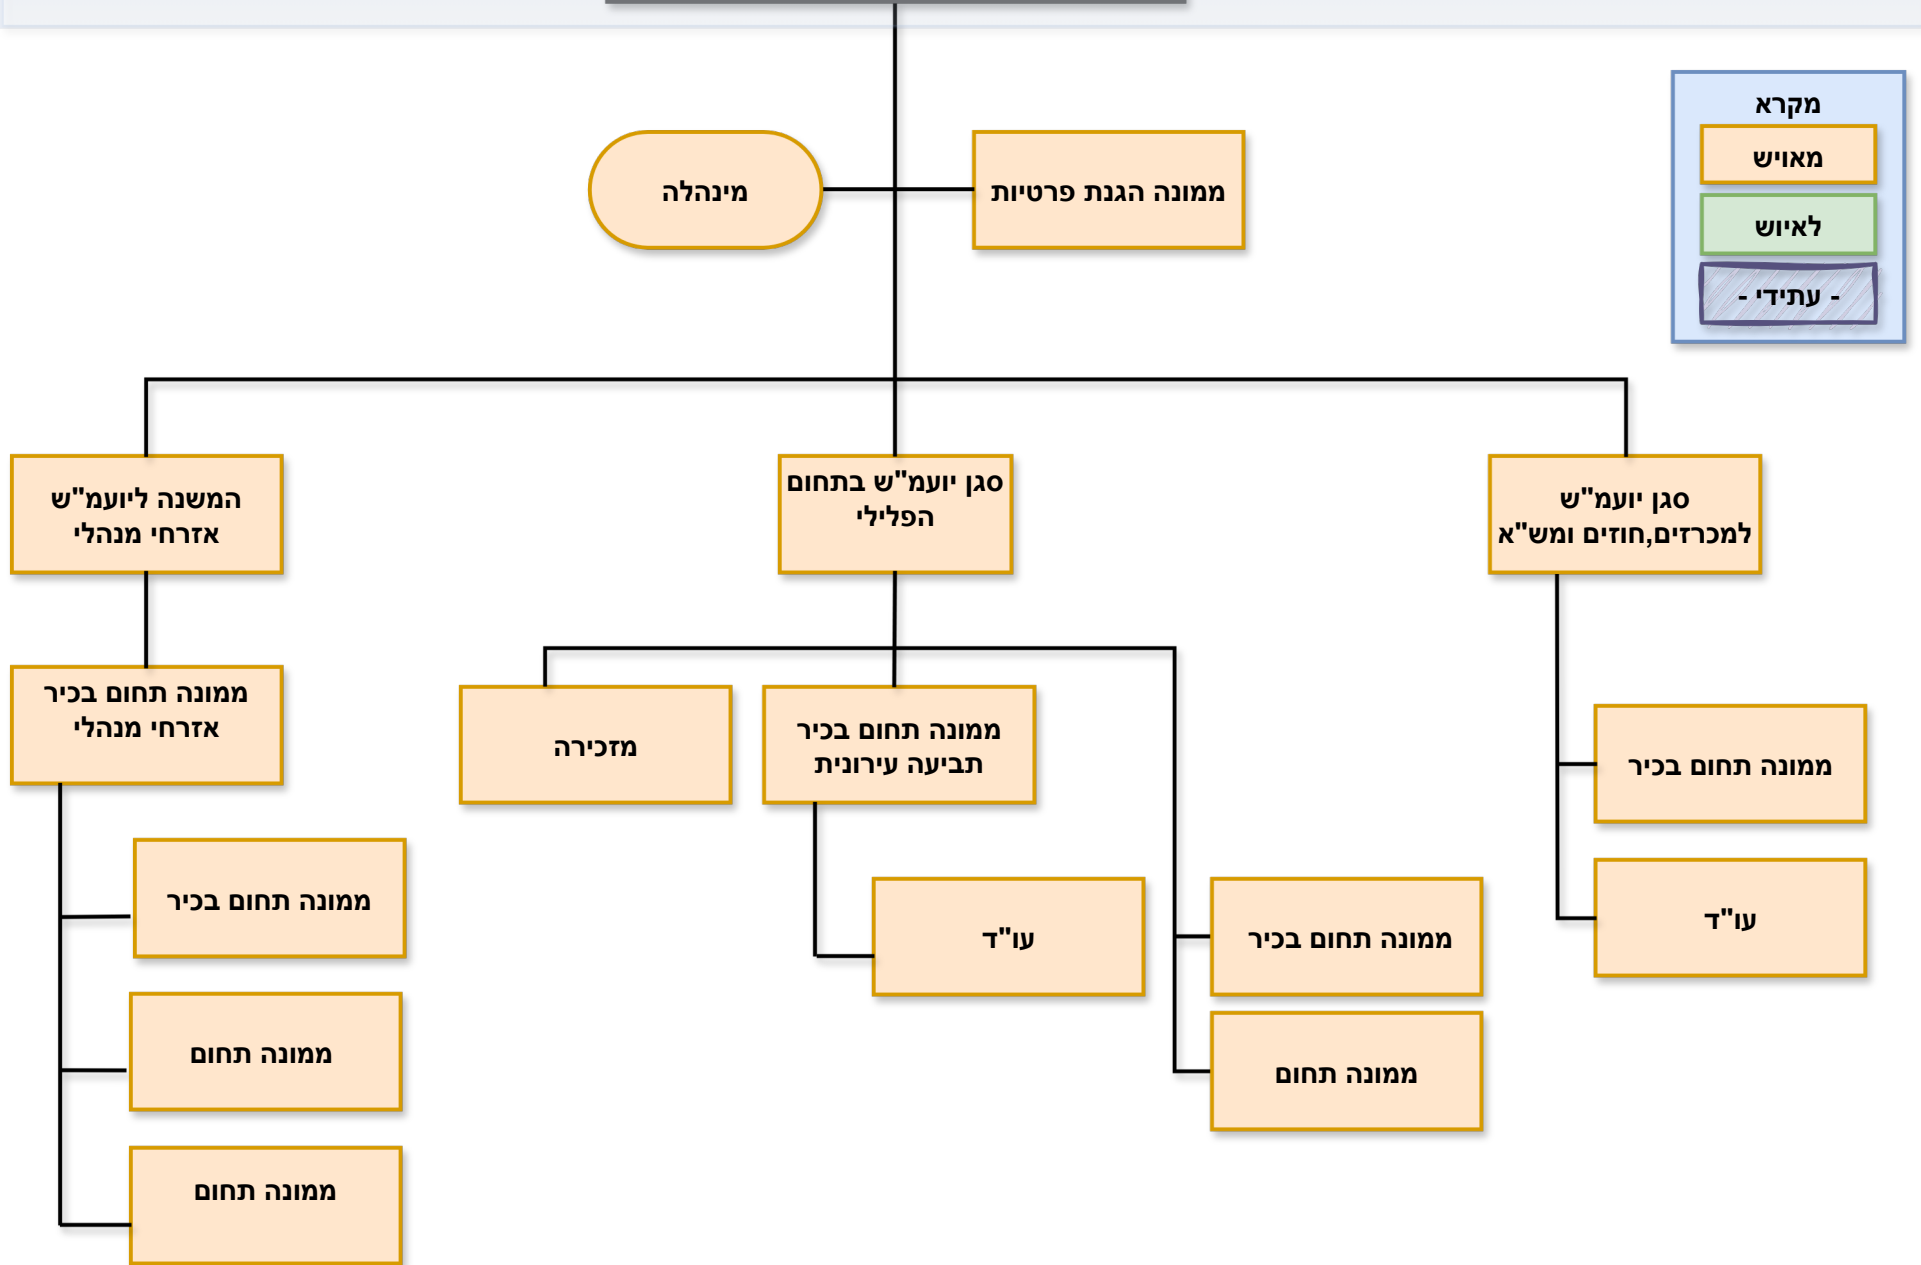 מקרא
מאויש
לאיוש
- עתידי -
ממונה הגנת פרטיות
מינהלה
סגן יועמ"ש
למכרזים,חוזים ומש"א
סגן יועמ"ש בתחום
הפלילי
המשנה ליועמ"ש
אזרחי מנהלי
ממונה תחום בכיר
עו"ד
ממונה תחום בכיר
תביעה עירונית
מזכירה
עו"ד
ממונה תחום בכיר
ממונה תחום
ממונה תחום בכיר
אזרחי מנהלי
ממונה תחום בכיר
ממונה תחום
ממונה תחום